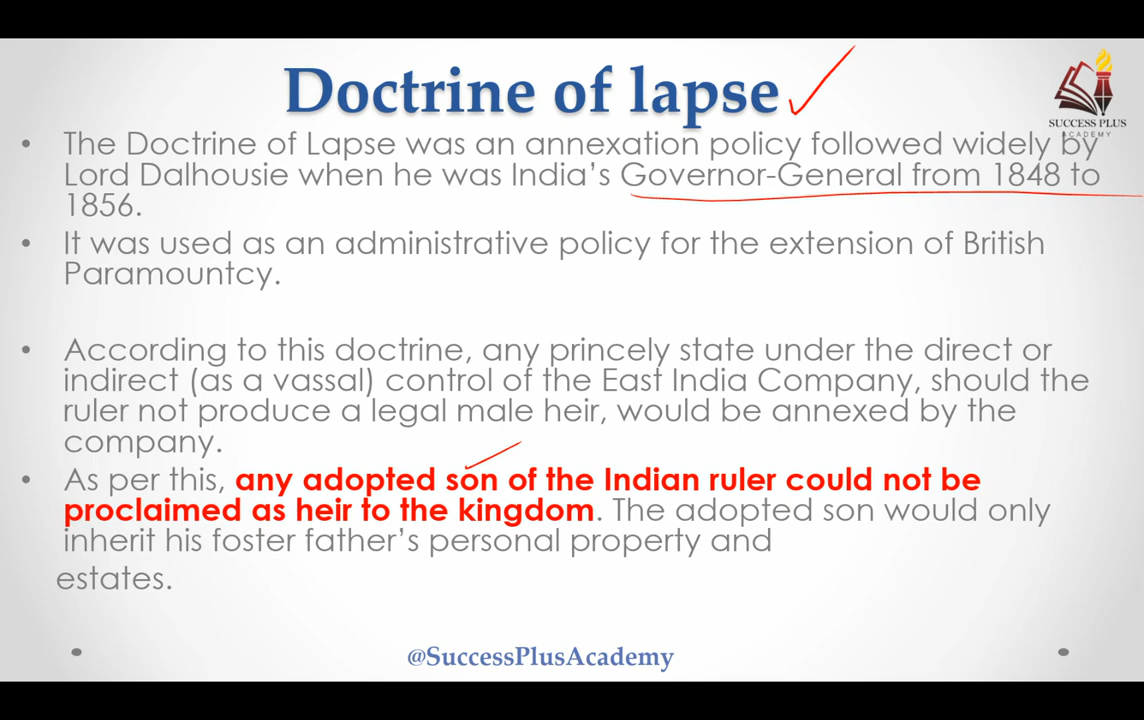 Doctrine of lapse
SUCCESS PLUS
ACADEMY
• The Doctrine of Lapse was an annexation policy followed widely by
Lord Dalhousie when he was India’s Governor-General from 1848 to
1856.
• It was used as an administrative policy for the extension of British
Paramountcy.
• According to this doctrine, any princely state under the direct or
indirect (as a vassal) control of the East India Company, should the
ruler not produce a legal male heir, would be annexed by the
company.
• As per this, any adopted son of the Indian ruler could not be
proclaimed as heir to the kingdom. The adopted son would only
inherit his foster father’s personal property and
estates.
@SuccessPlusAcademy